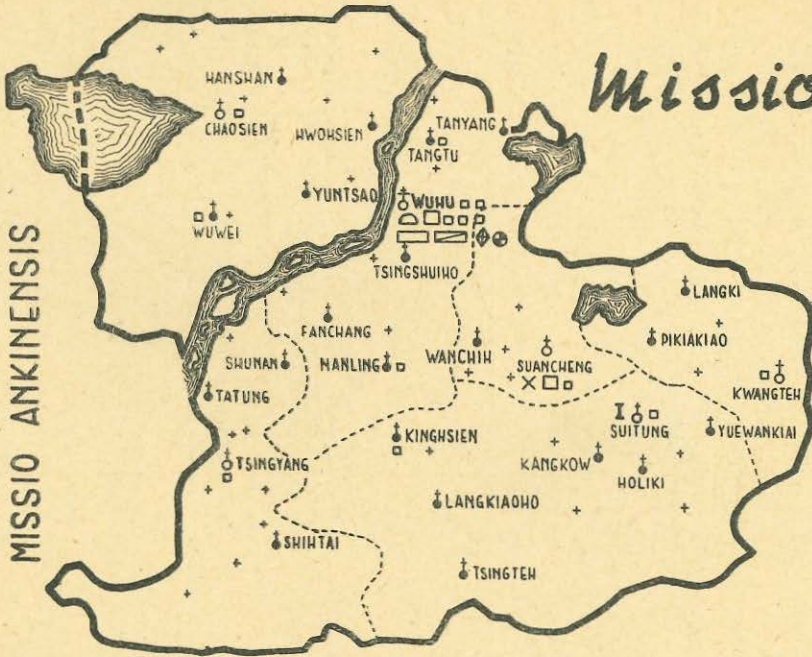 Missio
MISSIO ANKINENSIS
HANSHAN
CHAOSIEN
HWOHSIEN
TANYANG
TANGTU
YUNTSAO
WUHU
WUWEI
TSINGSHUIHO
LANGKI
FANCHANG
PIKIAKIAO
SHUNAN
NANLING
WANCHIH
SUANCHENG
KWANGTEH
TATUNG
SUITUNG
YUEWANKIAI
KINGHSIEN
TSINGYANG
KANGKOW
HOLIKI
LANGKIAOHO
SHIHTAI
TSINGTEH